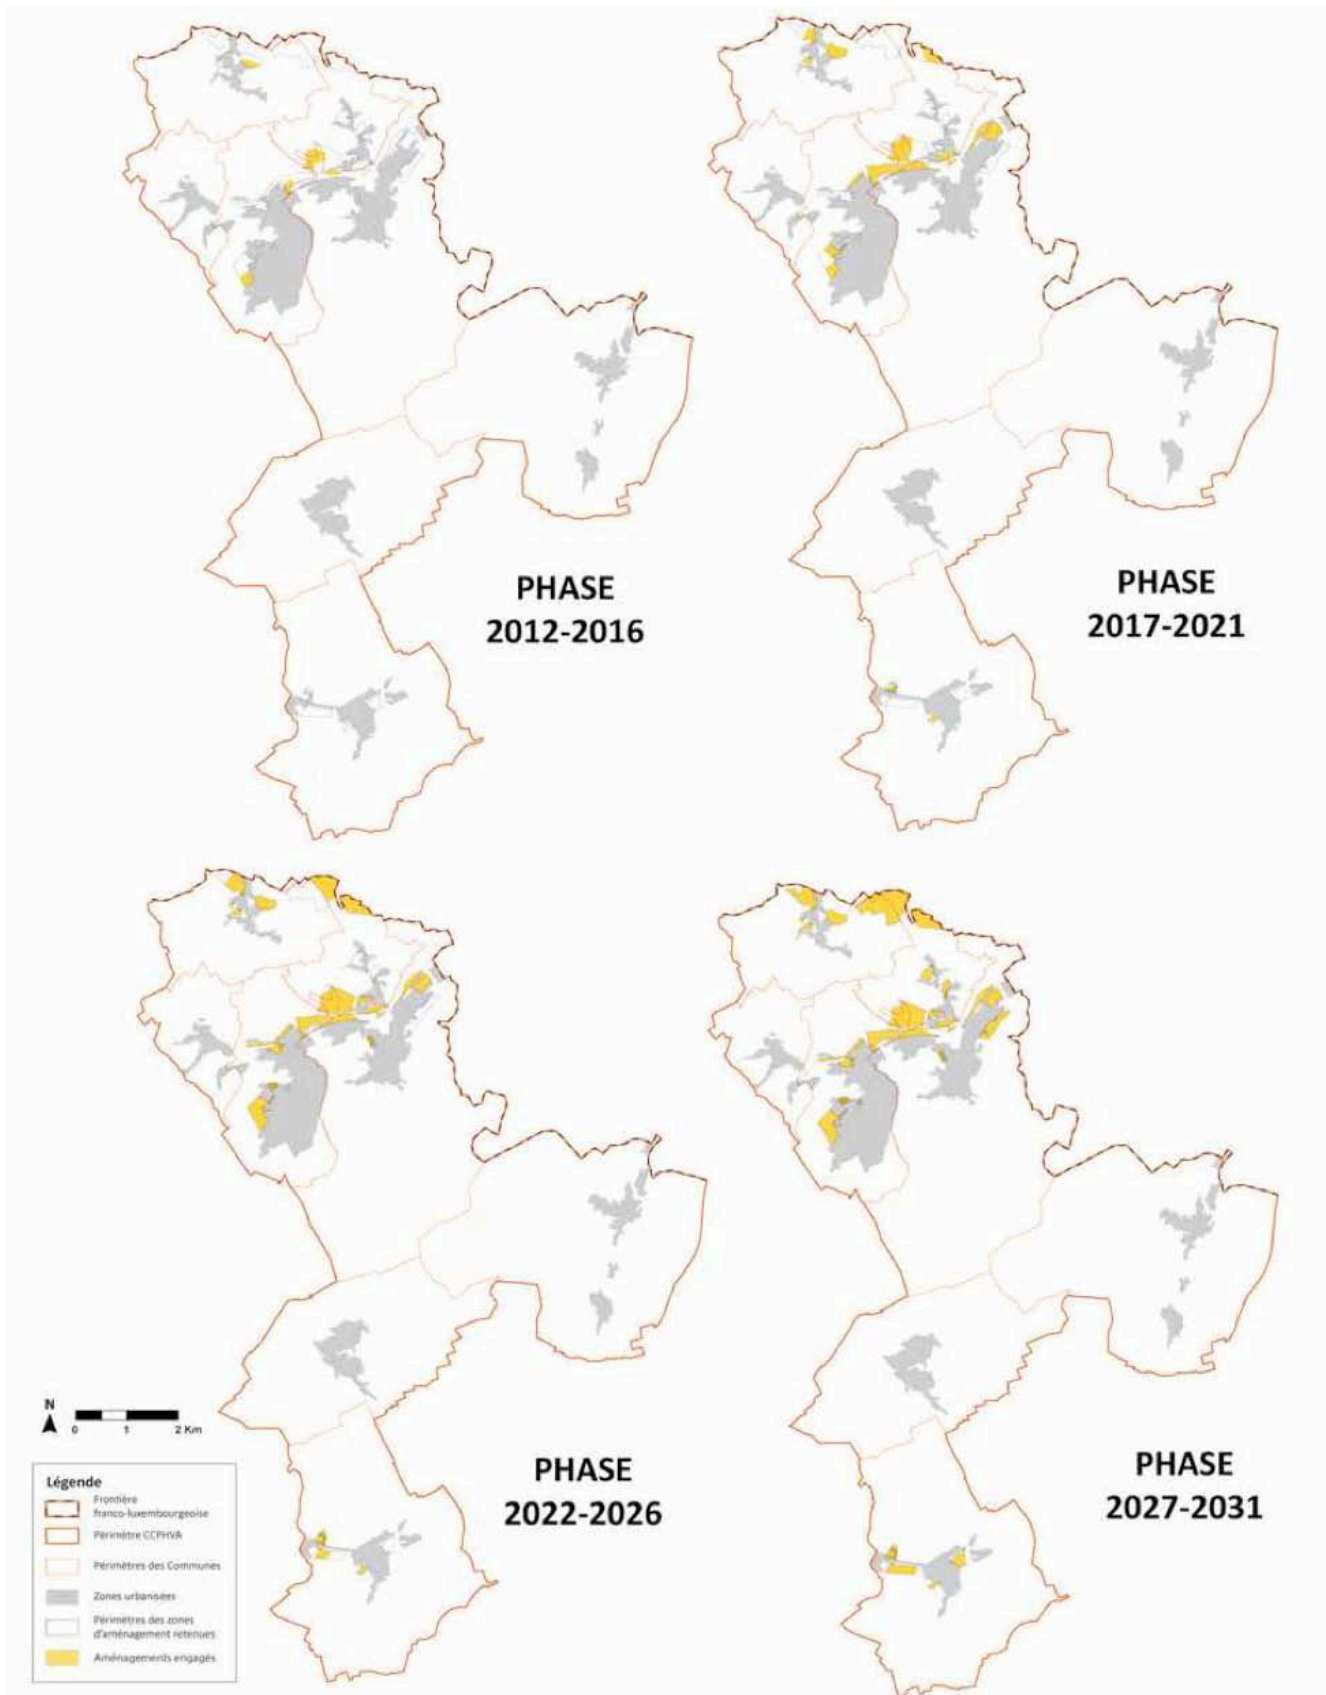 PHASE
2012-2016
PHASE
2017-2021
PHASE
2022-2026
PHASE
2027-2031
N
0 1 2 Km
Légende
Frontière
franco-luxembourgeoise
Périmètre CCPHVA
Périmètres des Communes
Zones urbanisées
Périmètres des zones
d'aménagement retenues
Aménagements engagés